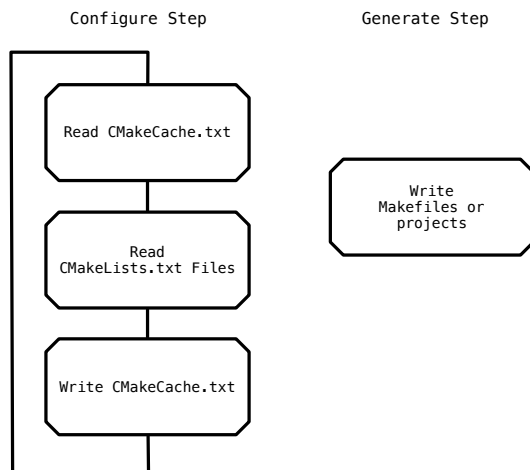 Configure Step
Generate Step
Read CMakeCache.txt
Write
Makefiles or
projects
Read
CMakeLists.txt Files
Write CMakeCache.txt